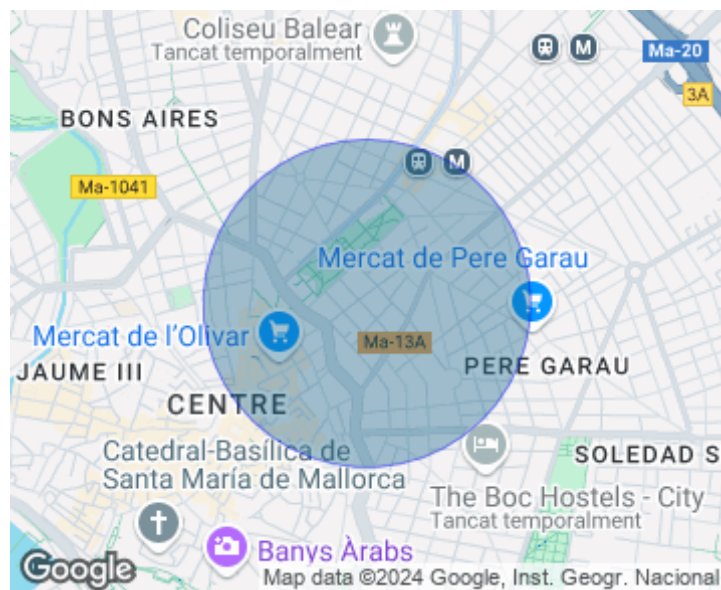 Coliseu Balear
Tancat temporalment
M
Ma-20
3A
BONS AIRES
Ma-1041
M
Mercat de Pere Garau
Mercat de l'Olivar
Ma-13A
JAUME III
PERE GARAU
CENTRE
Catedral-Basílica de
Santa María de Mallorca
SOLEDAD S
The Boc Hostels - City
Tancat temporalment
Banys Àrabs
Google
Map data ©2024 Google, Inst. Geogr. Nacional